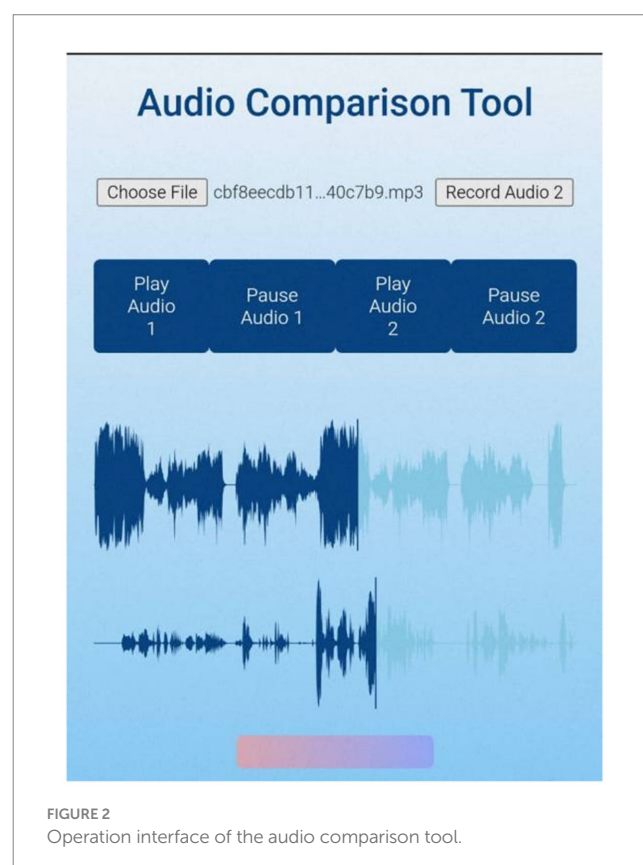 Audio Comparison Tool
Choose File cbf8eecdb11...40c7b9.mp3 Record Audio 2
Play
Audio
1
Pause
Audio 1
Play
Audio
2
Pause
Audio 2
FIGURE 2
Operation interface of the audio comparison tool.